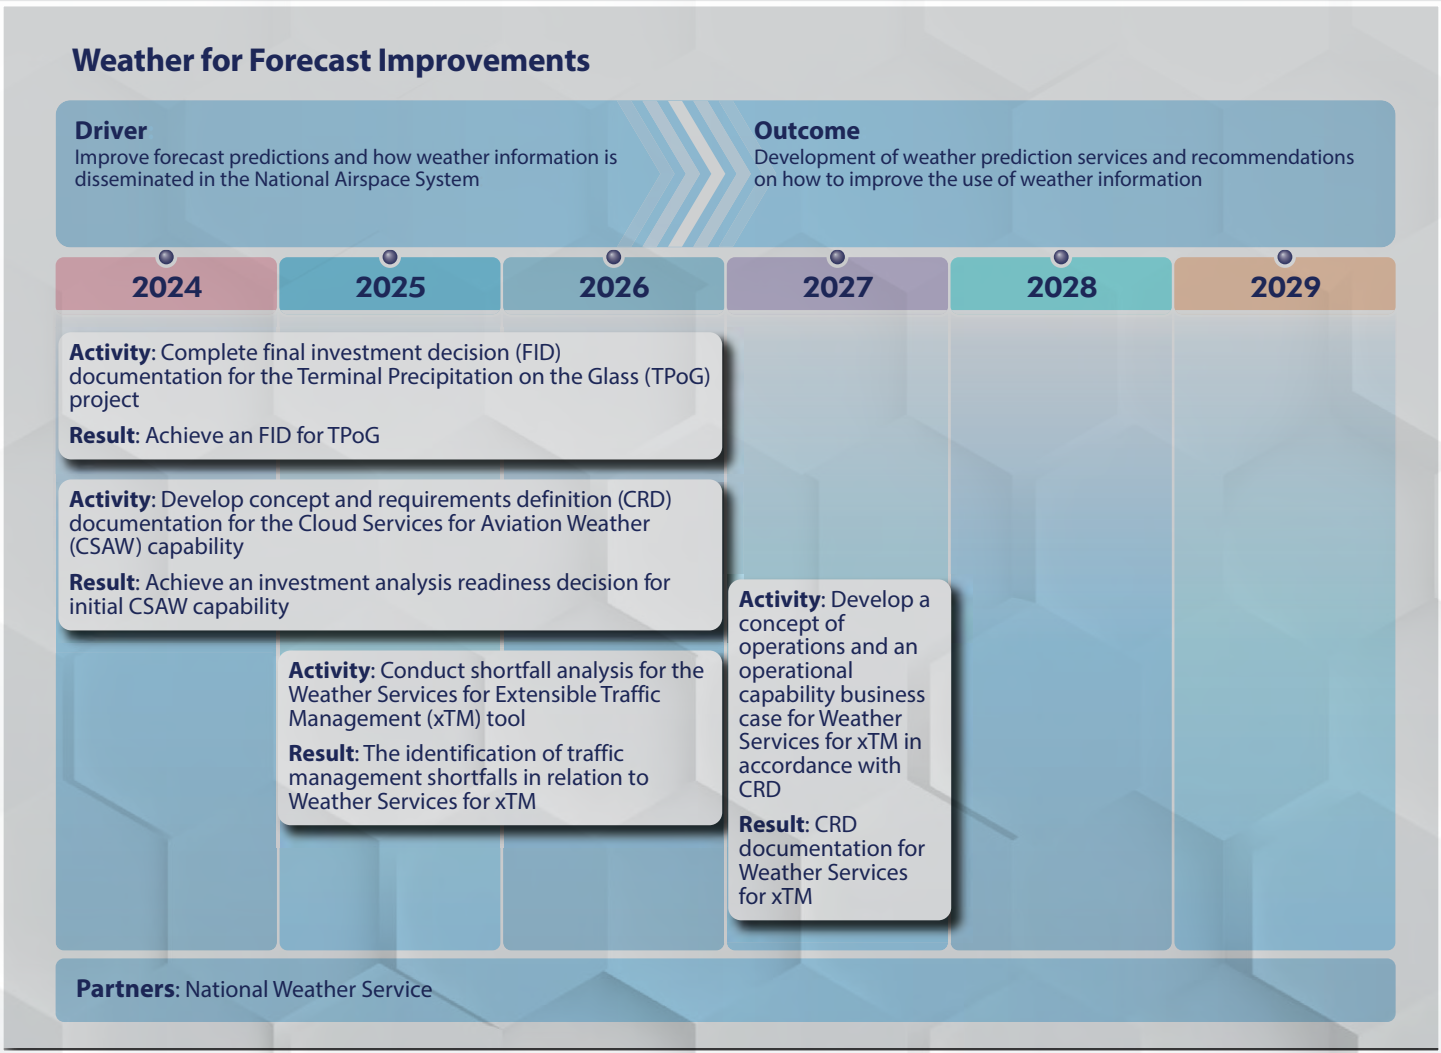 Weather for Forecast Improvements
Driver
Improve forecast predictions and how weather information is
disseminated in the National Airspace System
Outcome
Development of weather prediction services and recommendations
on how to improve the use of weather information
2024
2025
2026
2027
2028
2029
Activity: Complete final investment decision (FID)
documentation for the Terminal Precipitation on the Glass (TPoG)
project
Result: Achieve an FID for TPoG
Activity: Develop concept and requirements definition (CRD)
documentation for the Cloud Services for Aviation Weather
(CSAW) capability
Result: Achieve an investment analysis readiness decision for
initial CSAW capability
Activity: Conduct shortfall analysis for the
Weather Services for Extensible Traffic
Management (xTM) tool
Result: The identification of traffic
management shortfalls in relation to
Weather Services for xTM
Activity: Develop a
concept of
operations and an
operational
capability business
case for Weather
Services for xTM in
accordance with
CRD
Result: CRD
documentation for
Weather Services
for xTM
Partners: National Weather Service